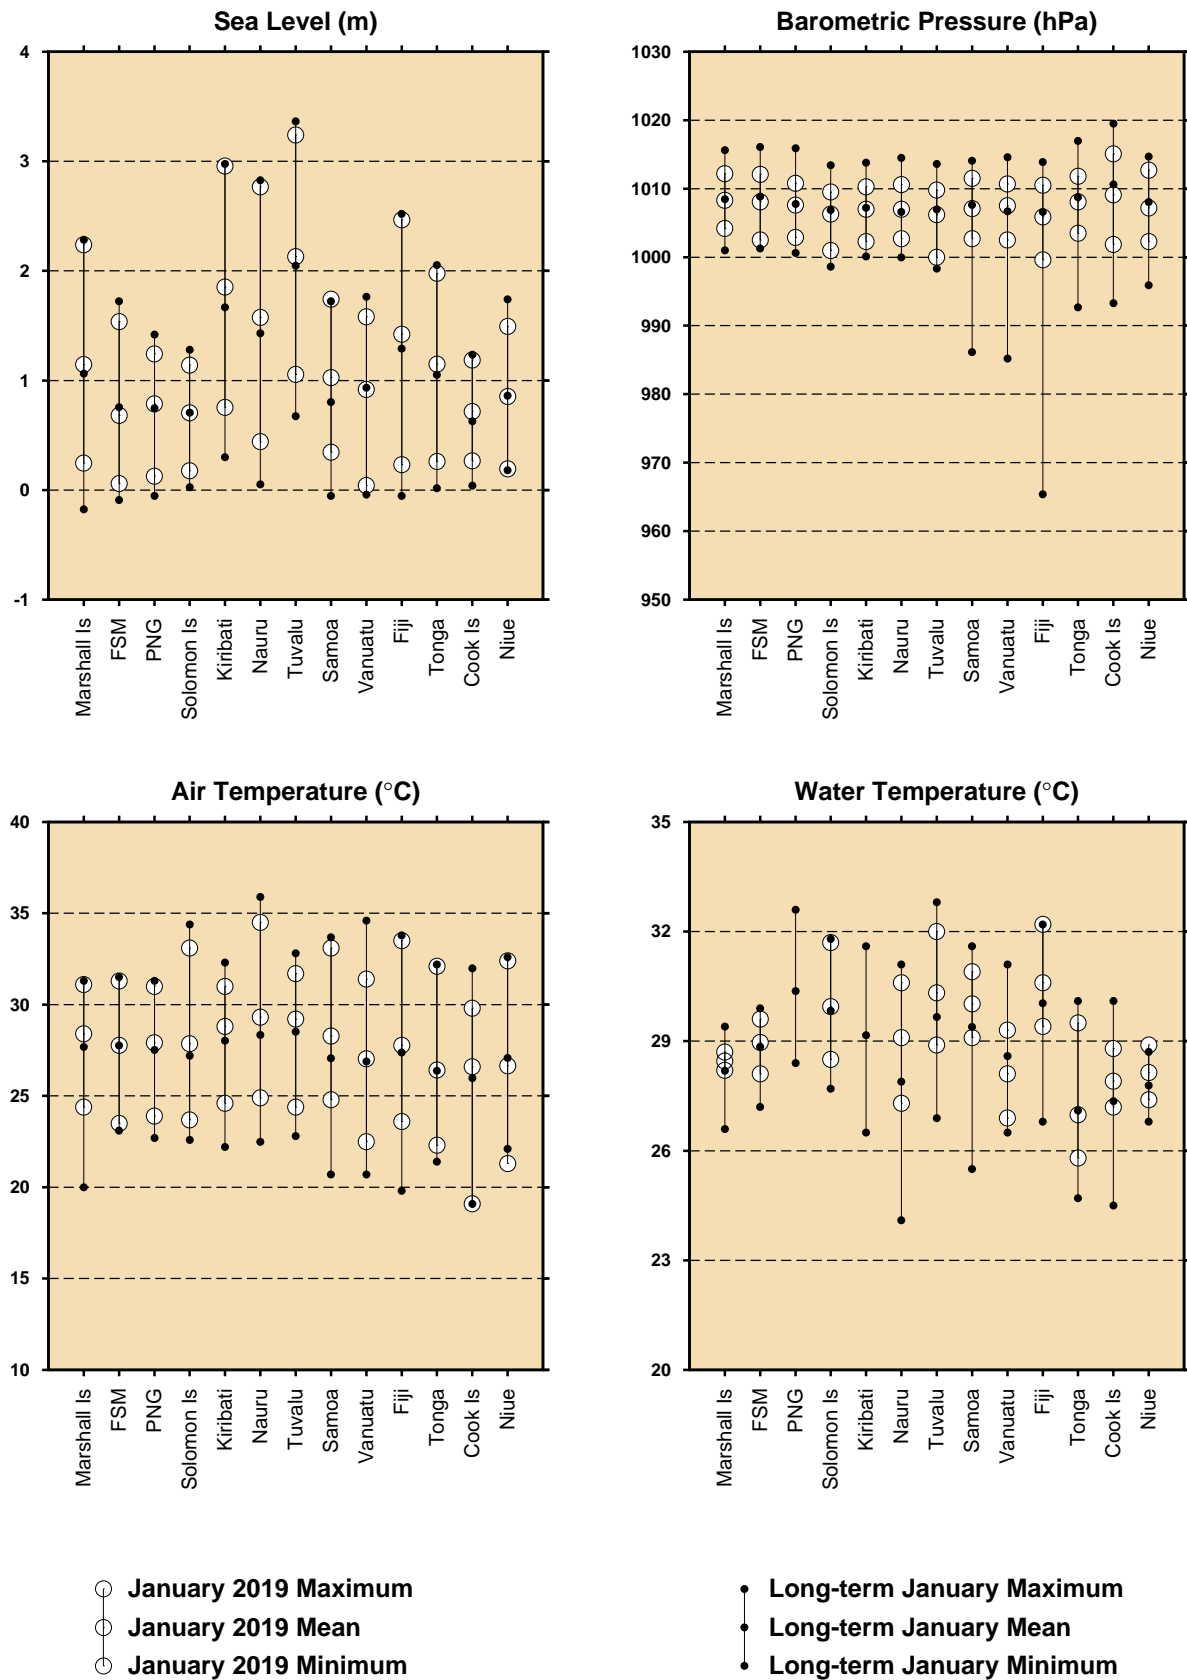 Sea Level (m)
4
3
2
1
0
-1
Marshall Is
FSM
PNG
Solomon Is
Kiribati
Nauru
Tuvalu
Samoa
Vanuatu
Fiji
Tonga
Cook Is
Niue
Barometric Pressure (hPa)
1030
1020
1010
1000
990
980
970
960
950
Marshall Is
FSM
PNG
Solomon Is
Kiribati
Nauru
Tuvalu
Samoa
Vanuatu
Fiji
Tonga
Cook Is
Niue
Air Temperature (°C)
40
35
30
25
20
15
10
Marshall Is
FSM
PNG
Solomon Is
Kiribati
Nauru
Tuvalu
Samoa
Vanuatu
Fiji
Tonga
Cook Is
Niue
Water Temperature (°C)
35
32
29
26
23
20
Marshall Is
FSM
PNG
Solomon Is
Kiribati
Nauru
Tuvalu
Samoa
Vanuatu
Fiji
Tonga
Cook Is
Niue
January 2019 Maximum
January 2019 Mean
January 2019 Minimum
Long-term January Maximum
Long-term January Mean
Long-term January Minimum